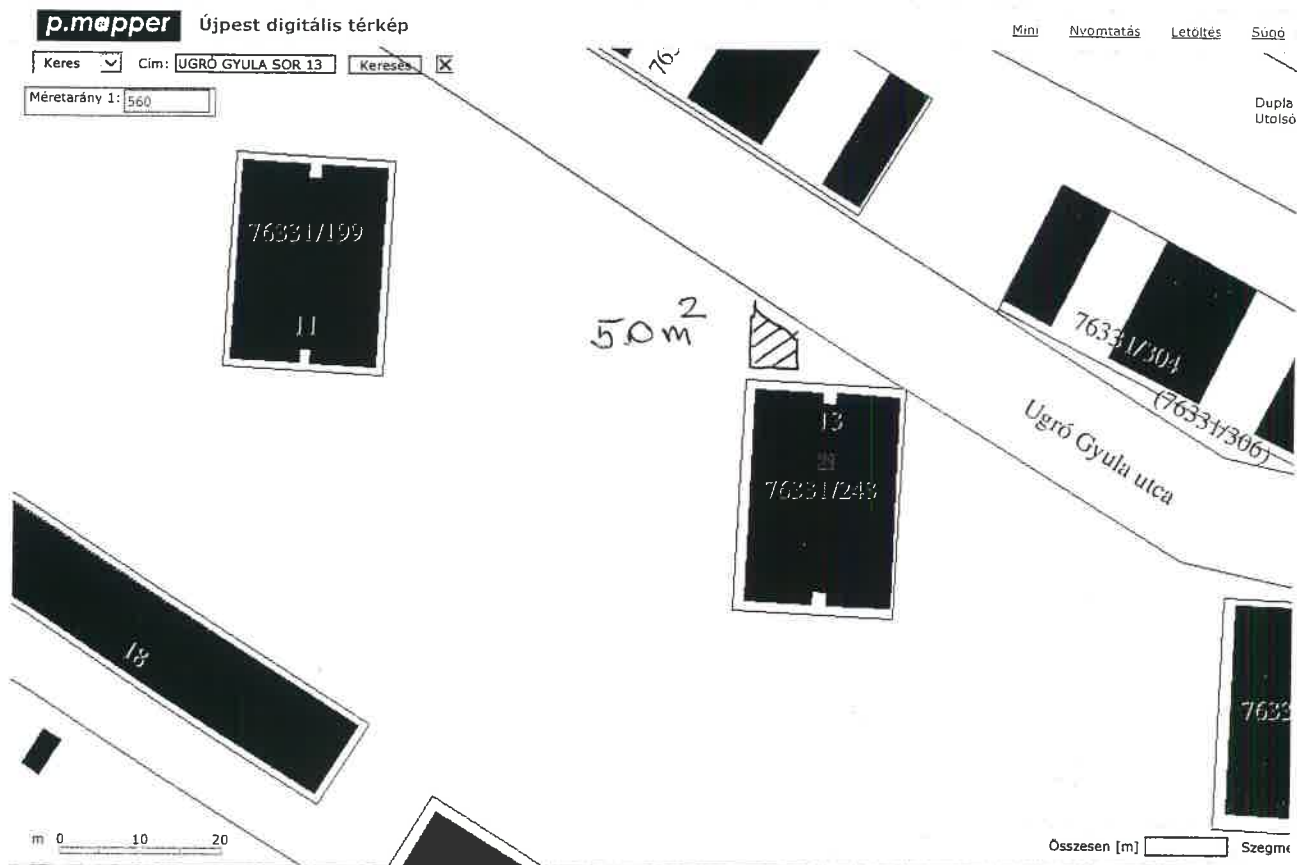 p.mapper Újpest digitális térkép
Mini Nyomtatás Letöltés Súgó
Keres Cím: UGRÓ GYULA SOR 13 Keresés
Méretarány 1: 560
Dupla
Utolsó
76331/199
11
50 m²
76331/304
(76331/306)
13
76331/243
Ugró Gyula utca
18
7633
m 0 10 20
Összesen [m] Szegme